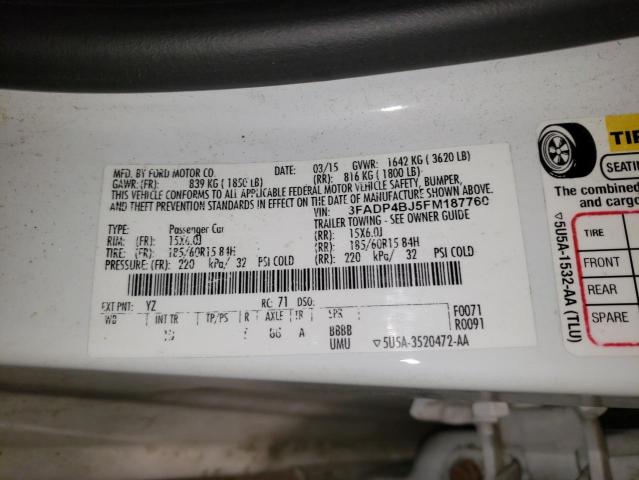 MFD. BY FORD MOTOR CO. DATE: 03/15 GVWR: 1642 KG ( 3620 LB)
GAWR: (FR): 839 KG ( 1850 LB) (RR): 816 KG ( 1800 LB)
THIS VEHICLE CONFORMS TO ALL APPLICABLE FEDERAL MOTOR VEHICLE SAFETY, BUMPER,
AND THEFT PREVENTION STANDARDS IN EFFECT ON THE DATE OF MANUFACTURE SHOWN ABOVE.
VIN: 3FADP4BJ5FM187760
TYPE: Passenger Car TRAILER TOWING - SEE OWNER GUIDE
RIM: (FR): 15X6.0J (RR): 15X6.0J
TIRE: (FR): 185/60R15 84H (RR): 185/60R15 84H
PRESSURE: (FR): 220 kPa/ 32 PSI COLD (RR): 220 kPa/ 32 PSI COLD
EXT PNT: YZ RC: 71 DSO:
WB INT TR TP/PS R AXLE TR SPR F0071
A BBBB R0091
UMU ▽5U5A-3520472-AA
TIRE
SEATIN
The combined
and cargo
TIRE
FRONT
REAR
SPARE
▽5U5A-1532-AA (TLU)